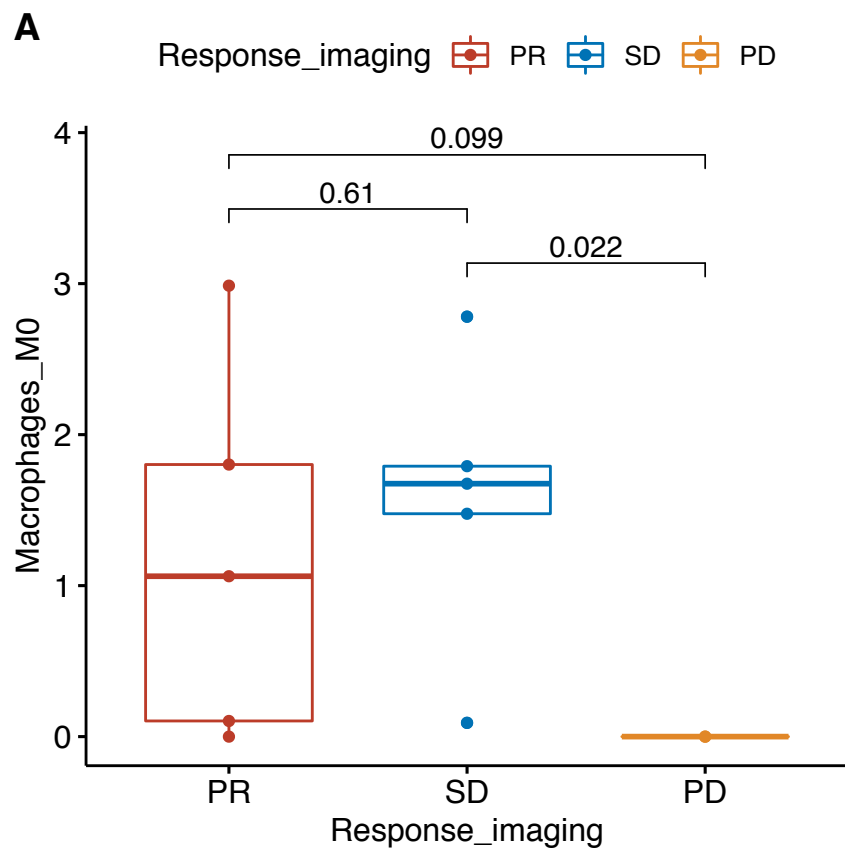 A
Response_imaging PR SD PD
4
0.099
0.61
0.022
3
2
1
0
Macrophages_M0
PR SD PD
Response_imaging